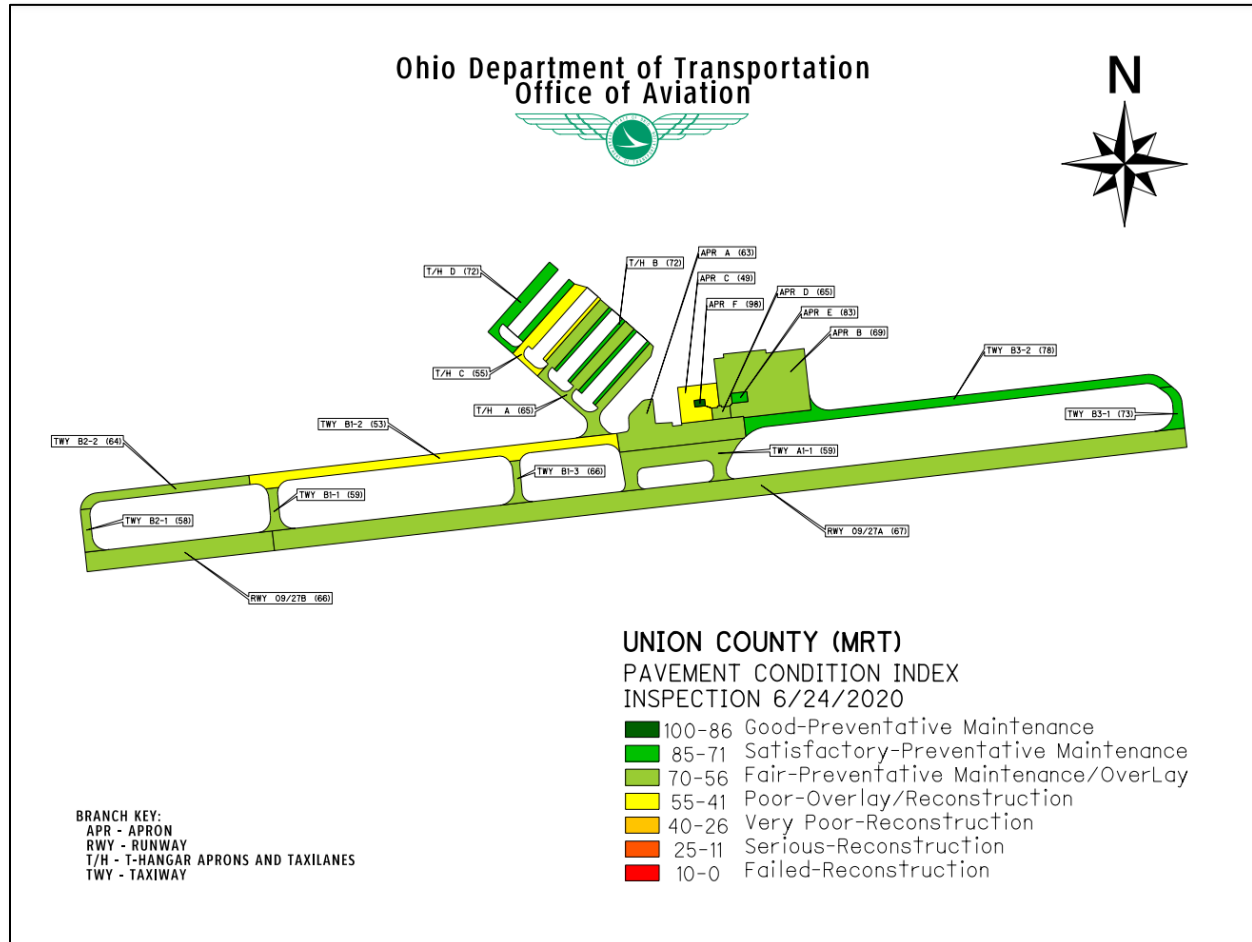 Ohio Department of Transportation
Office of Aviation
N
APR A (63)
T/H B (72)
T/H D (72)
APR C (49)
APR D (65)
APR F (98)
APR E (83)
APR B (69)
TWY B3-2 (78)
T/H C (55)
T/H A (65)
TWY B3-1 (73)
TWY B1-2 (53)
TWY B2-2 (64)
TWY A1-1 (59)
TWY B1-3 (66)
TWY B1-1 (59)
TWY B2-1 (58)
RWY 09/27A (67)
RWY 09/27B (66)
UNION COUNTY (MRT)
PAVEMENT CONDITION INDEX
INSPECTION 6/24/2020
100-86 Good-Preventative Maintenance
85-71 Satisfactory-Preventative Maintenance
70-56 Fair-Preventative Maintenance/OverLay
55-41 Poor-Overlay/Reconstruction
40-26 Very Poor-Reconstruction
25-11 Serious-Reconstruction
10-0 Failed-Reconstruction
BRANCH KEY:
APR - APRON
RWY - RUNWAY
T/H - T-HANGAR APRONS AND TAXILANES
TWY - TAXIWAY